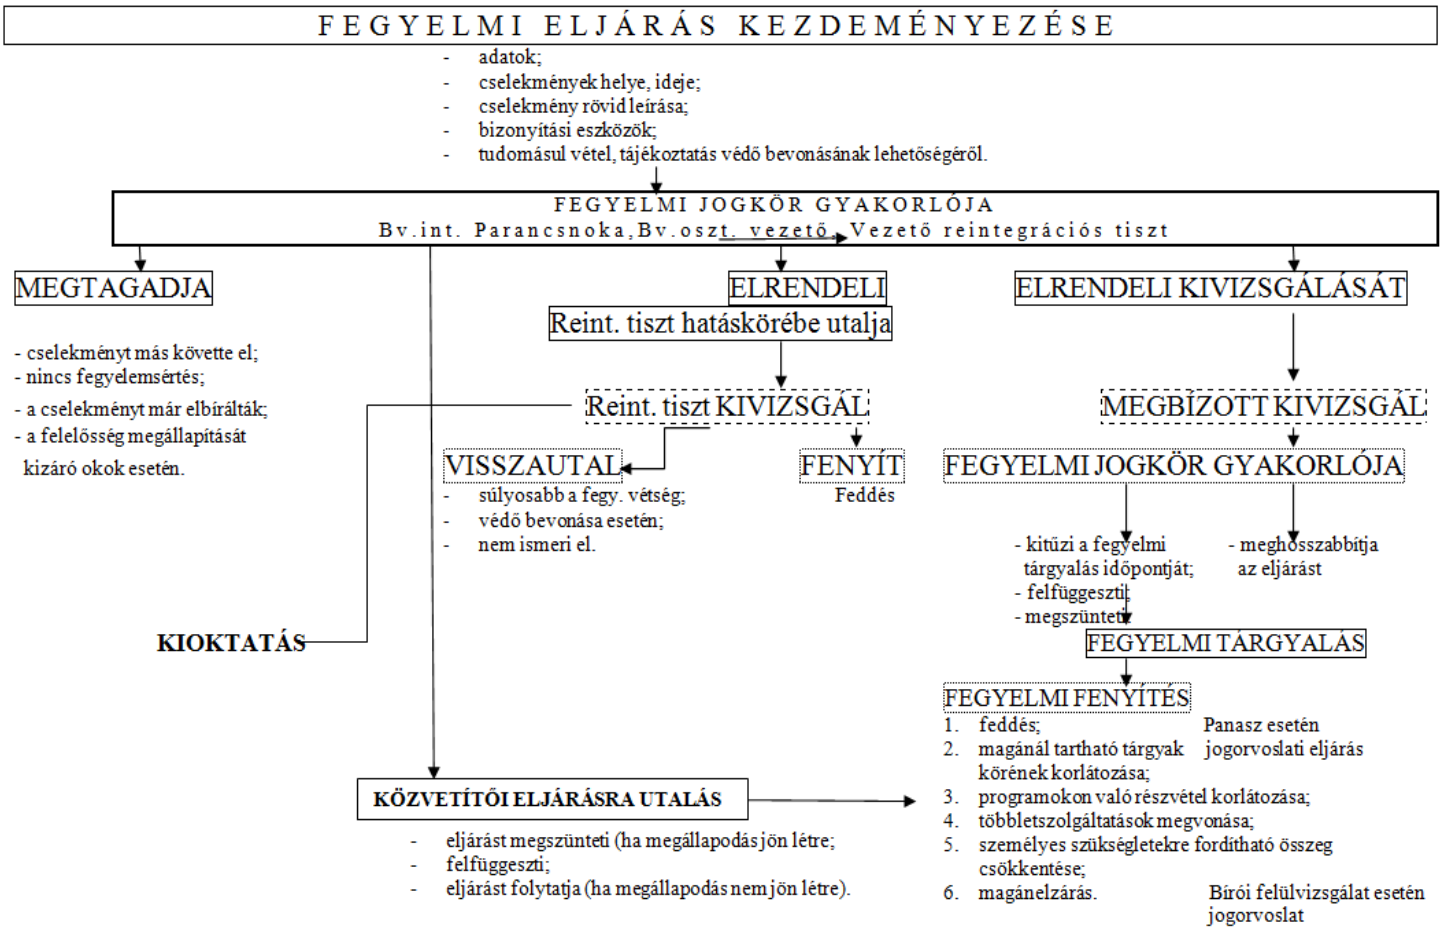 FEGYELMI ELJÁRÁS KEZDEMÉNYEZÉSE
- adatok;
- cselekmények helye, ideje;
- cselekmény rövid leírása;
- bizonyítási eszközök;
- tudomásul vétel, tájékoztatás védő bevonásának lehetőségéről.
FEGYELMI JOGKÖR GYAKORLÓJA
Bv.int. Parancsnoka, Bv.oszt. vezető, Vezető reintegrációs tiszt
MEGTAGADJA
- cselekményt más követte el;
- nincs fegyelemsértés;
- a cselekményt már elbírálták;
- a felelősség megállapítását
kizáró okok esetén.
ELRENDELI
Reint. tiszt hatáskörébe utalja
Reint. tiszt KIVIZSGÁL
VISSZAUTAL
- súlyosabb a fegy. vétség;
- védő bevonása esetén;
- nem ismeri el.
FENYÍT
Feddés
KIOKTATÁS
ELRENDELI KIVIZSGÁLÁSÁT
MEGBÍZOTT KIVIZSGÁL
FEGYELMI JOGKÖR GYAKORLÓJA
- kitűzi a fegyelmi
tárgyalás időpontját;
- felfüggeszti;
- megszünteti.
- meghosszabbítja
az eljárást
FEGYELMI TÁRGYALÁS
FEGYELMI FENYÍTÉS
1. feddés;
2. magánál tartható tárgyak
körének korlátozása;
3. programokon való részvétel korlátozása;
4. többletszolgáltatások megvonása;
5. személyes szükségletekre fordítható összeg
csökkentése;
6. magánelzárás.
Panasz esetén
jogorvoslati eljárás
Bírói felülvizsgálat esetén
jogorvoslat
KÖZVETÍTŐI ELJÁRÁSRA UTALÁS
- eljárást megszünteti (ha megállapodás jön létre;
- felfüggeszti;
- eljárást folytatja (ha megállapodás nem jön létre).